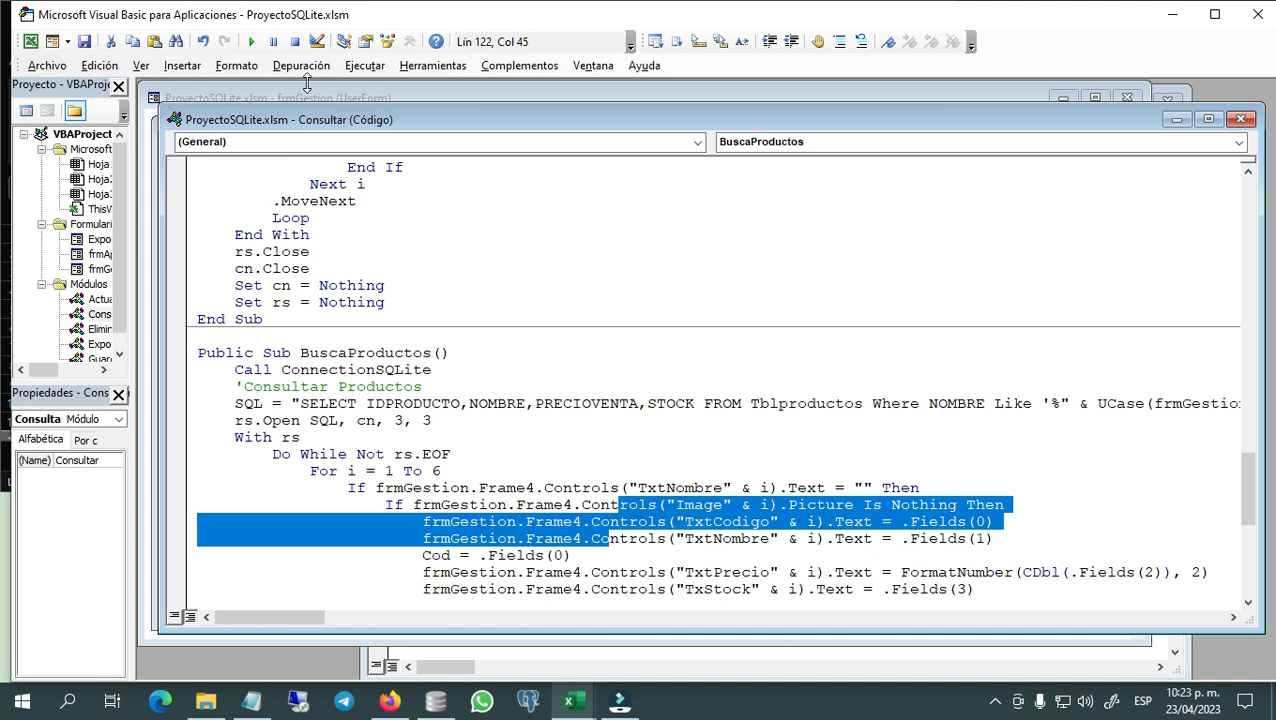 Microsoft Visual Basic para Aplicaciones - ProyectoSQLite.xlsm
Lín 122, Col 45
Archivo Edición Ver Insertar Formato Depuración Ejecutar Herramientas Complementos Ventana Ayuda
Proyecto - VBAProje
ProyectoSQLite.xlsm - frmGestion (UserForm)
VBAProject
Microsoft
Hoja
Hoja
Hoja
ThisW
Formulari
Expo
frmA
frmG
Módulos
Actua
Cons
Elimin
Expo
Guar
Propiedades - Cons
Consulta Módulo
Alfabética Por c
(Name) Consultar
ProyectoSQLite.xlsm - Consultar (Código)
(General) BuscaProductos
End If
Next i
.MoveNext
Loop
End With
rs.Close
cn.Close
Set cn = Nothing
Set rs = Nothing
End Sub
Public Sub BuscaProductos()
Call ConnectionSQLite
'Consultar Productos
SQL = "SELECT IDPRODUCTO,NOMBRE,PRECIOVENTA,STOCK FROM Tblproductos Where NOMBRE Like '%" & UCase(frmGestion
rs.Open SQL, cn, 3, 3
With rs
Do While Not rs.EOF
For i = 1 To 6
If frmGestion.Frame4.Controls("TxtNombre" & i).Text = "" Then
If frmGestion.Frame4.Controls("Image" & i).Picture Is Nothing Then
frmGestion.Frame4.Controls("TxtCodigo" & i).Text = .Fields(0)
frmGestion.Frame4.Controls("TxtNombre" & i).Text = .Fields(1)
Cod = .Fields(0)
frmGestion.Frame4.Controls("TxtPrecio" & i).Text = FormatNumber(CDbl(.Fields(2)), 2)
frmGestion.Frame4.Controls("TxStock" & i).Text = .Fields(3)
ESP
10:23 p. m.
23/04/2023